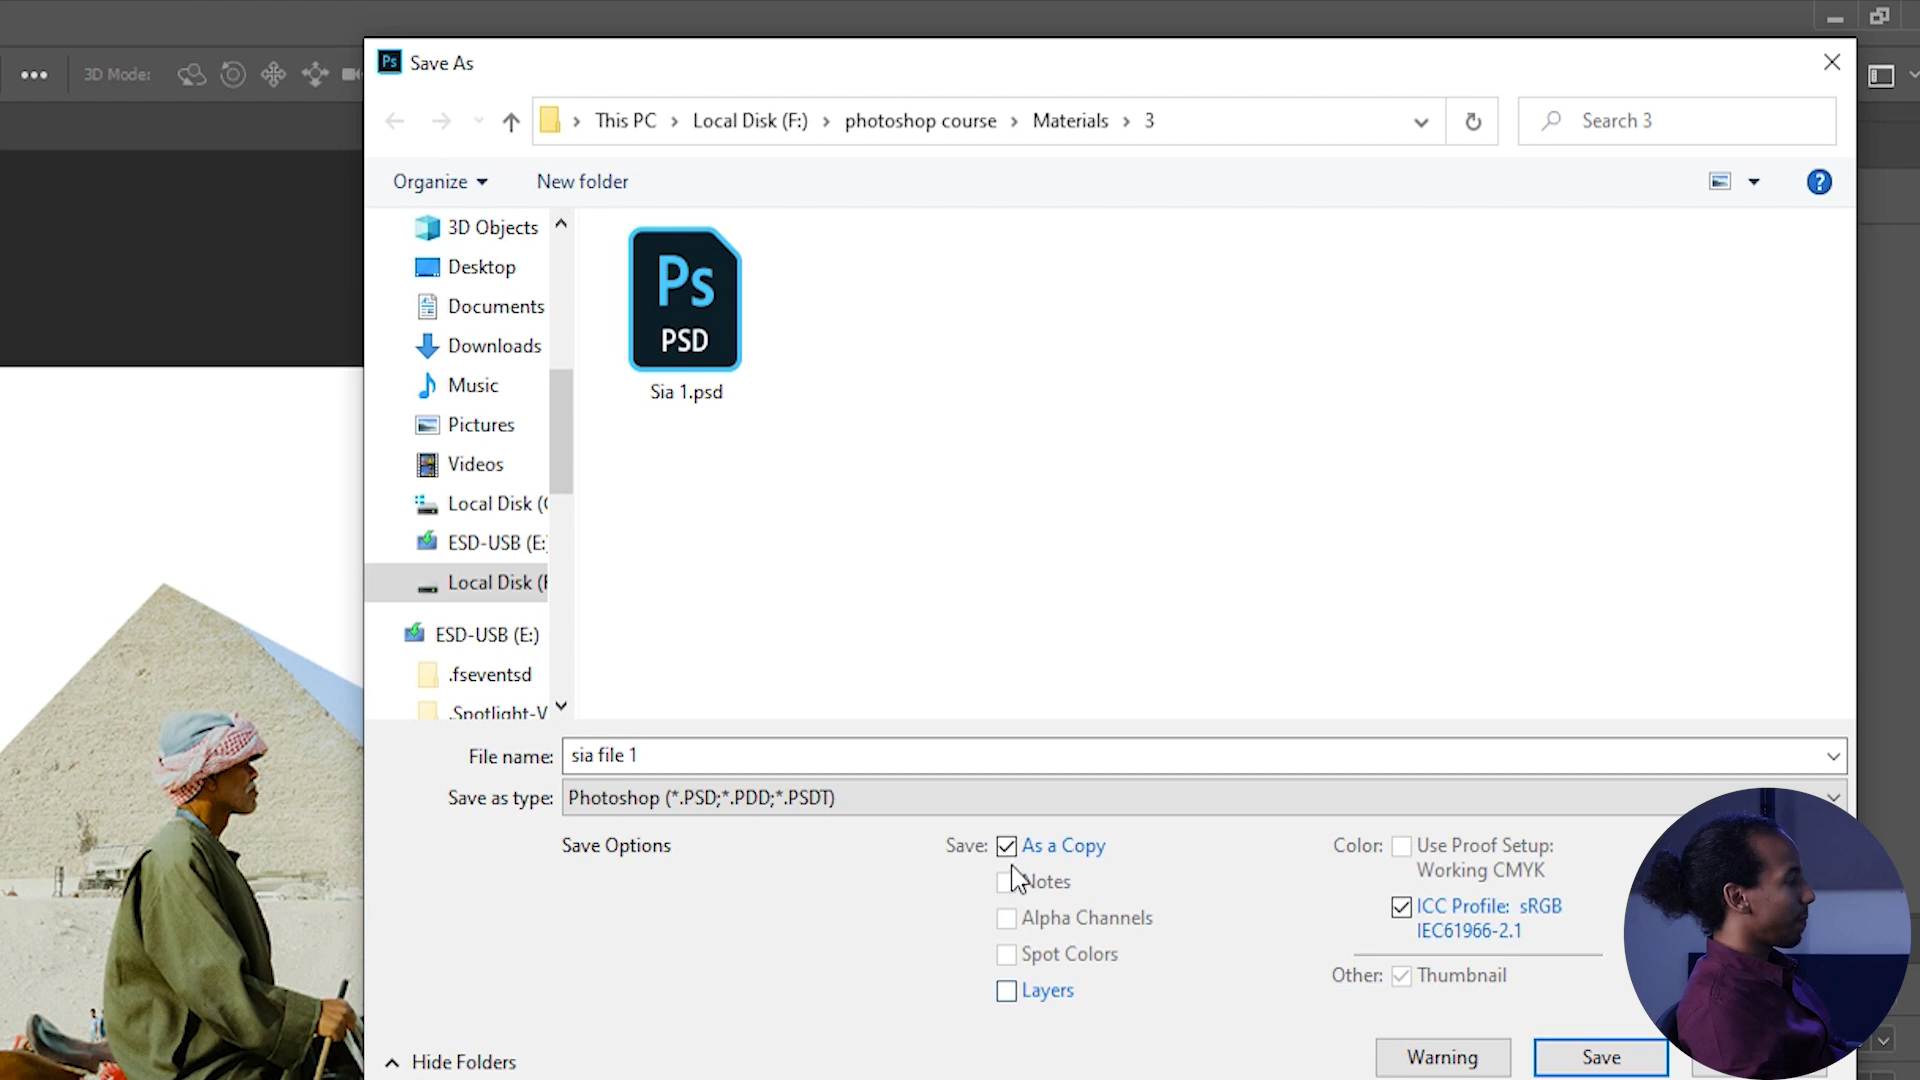 Ps Save As
3D Mode:
This PC Local Disk (F:) photoshop course Materials 3
Search 3
Organize
New folder
?
3D Objects
Desktop
Documents
Downloads
Music
Pictures
Videos
Local Disk (
ESD-USB (E:
Local Disk (
ESD-USB (E:)
.fseventsd
.Spotlight-V
Ps
PSD
Sia 1.psd
File name: sia file 1
Save as type: Photoshop (*.PSD;*.PDD;*.PSDT)
Save Options
Save: As a Copy
Notes
Alpha Channels
Spot Colors
Layers
Color: Use Proof Setup:
Working CMYK
ICC Profile: sRGB
IEC61966-2.1
Other: Thumbnail
Hide Folders
Warning
Save